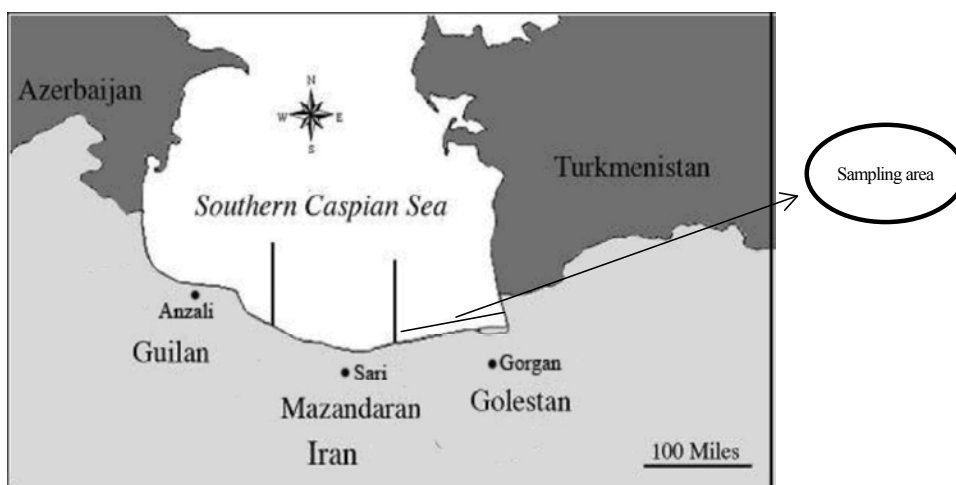 Azerbaijan
N
W E
S
Turkmenistan
Sampling area
Southern Caspian Sea
Anzali
Guilan
Sari
Gorgan
Mazandaran
Golestan
Iran
100 Miles